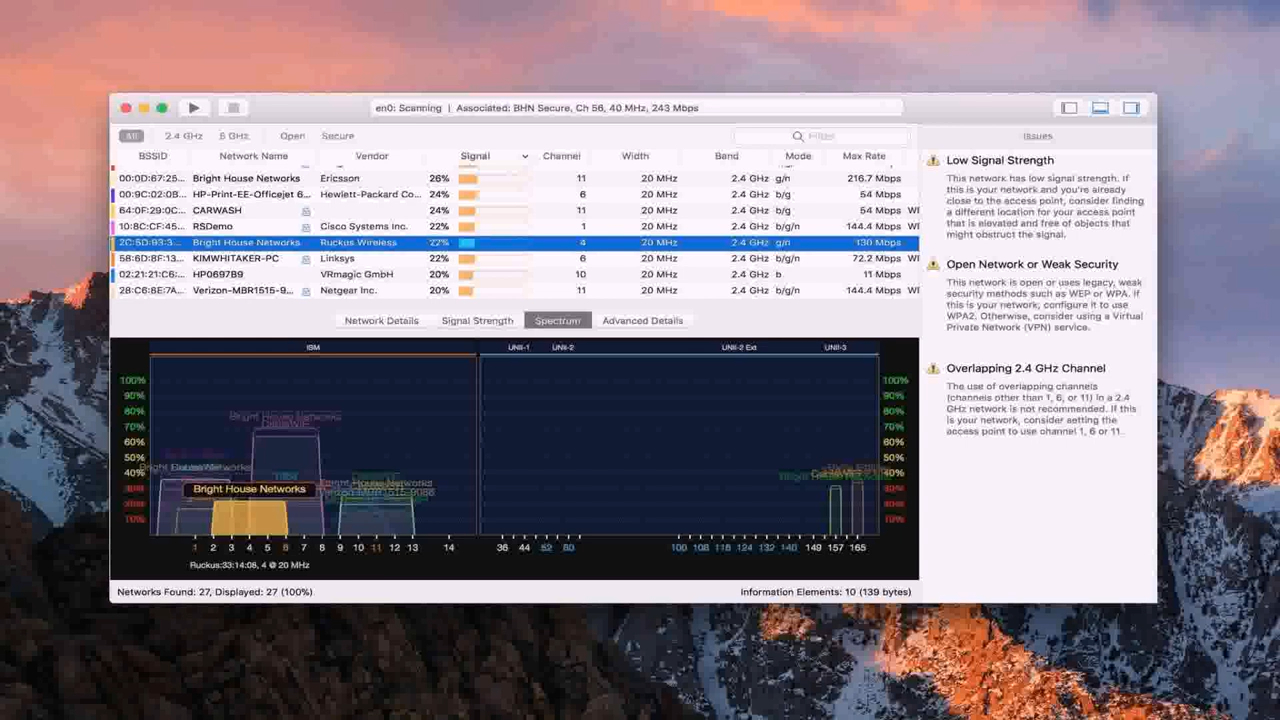 en0: Scanning | Associated: BHN Secure, Ch 56, 40 MHz, 243 Mbps
All 2.4 GHz 5 GHz Open Secure Filter
BSSID Network Name Vendor Signal Channel Width Band Mode Max Rate
00:0D:67:25... Bright House Networks Ericsson 26% 11 20 MHz 2.4 GHz g/n 216.7 Mbps
00:9C:02:0B... HP-Print-EE-Officejet 6... Hewlett-Packard Co... 24% 6 20 MHz 2.4 GHz b/g 54 Mbps
64:0F:29:0C... CARWASH 24% 11 20 MHz 2.4 GHz b/g 54 Mbps
10:8C:CF:45... RSDemo Cisco Systems Inc. 22% 1 20 MHz 2.4 GHz b/g/n 144.4 Mbps
2C:5D:93:3... Bright House Networks Ruckus Wireless 22% 4 20 MHz 2.4 GHz g/n 130 Mbps
58:6D:8F:13... KIMWHITAKER-PC Linksys 22% 6 20 MHz 2.4 GHz b/g/n 72.2 Mbps
02:21:21:C6:... HP0697B9 VRmagic GmbH 20% 10 20 MHz 2.4 GHz b 11 Mbps
28:C6:8E:7A... Verizon-MBR1515-9... Netgear Inc. 20% 11 20 MHz 2.4 GHz b/g/n 144.4 Mbps
Network Details Signal Strength Spectrum Advanced Details
ISM UNII-1 UNII-2 UNII-2 Ext UNII-3
100% 100%
90% 90%
80% 80%
70% 70%
60% 60%
50% 50%
40% 40%
30% 30%
20% 20%
10% 10%
Bright House Networks
CableWiFi
Bright House Networks
Bright House Networks
1 2 3 4 5 6 7 8 9 10 11 12 13 14 36 44 52 60 100 108 116 124 132 140 149 157 165
Ruckus:33:14:08, 4 @ 20 MHz
Networks Found: 27, Displayed: 27 (100%) Information Elements: 10 (139 bytes)
Issues
Low Signal Strength
This network has low signal strength. If
this is your network and you're already
close to the access point, consider finding
a different location for your access point
that is elevated and free of objects that
might obstruct the signal.
Open Network or Weak Security
This network is open or uses legacy, weak
security methods such as WEP or WPA. If
this is your network, configure it to use
WPA2. Otherwise, consider using a Virtual
Private Network (VPN) service.
Overlapping 2.4 GHz Channel
The use of overlapping channels
(channels other than 1, 6, or 11) in a 2.4
GHz network is not recommended. If this
is your network, consider setting the
access point to use channel 1, 6 or 11.